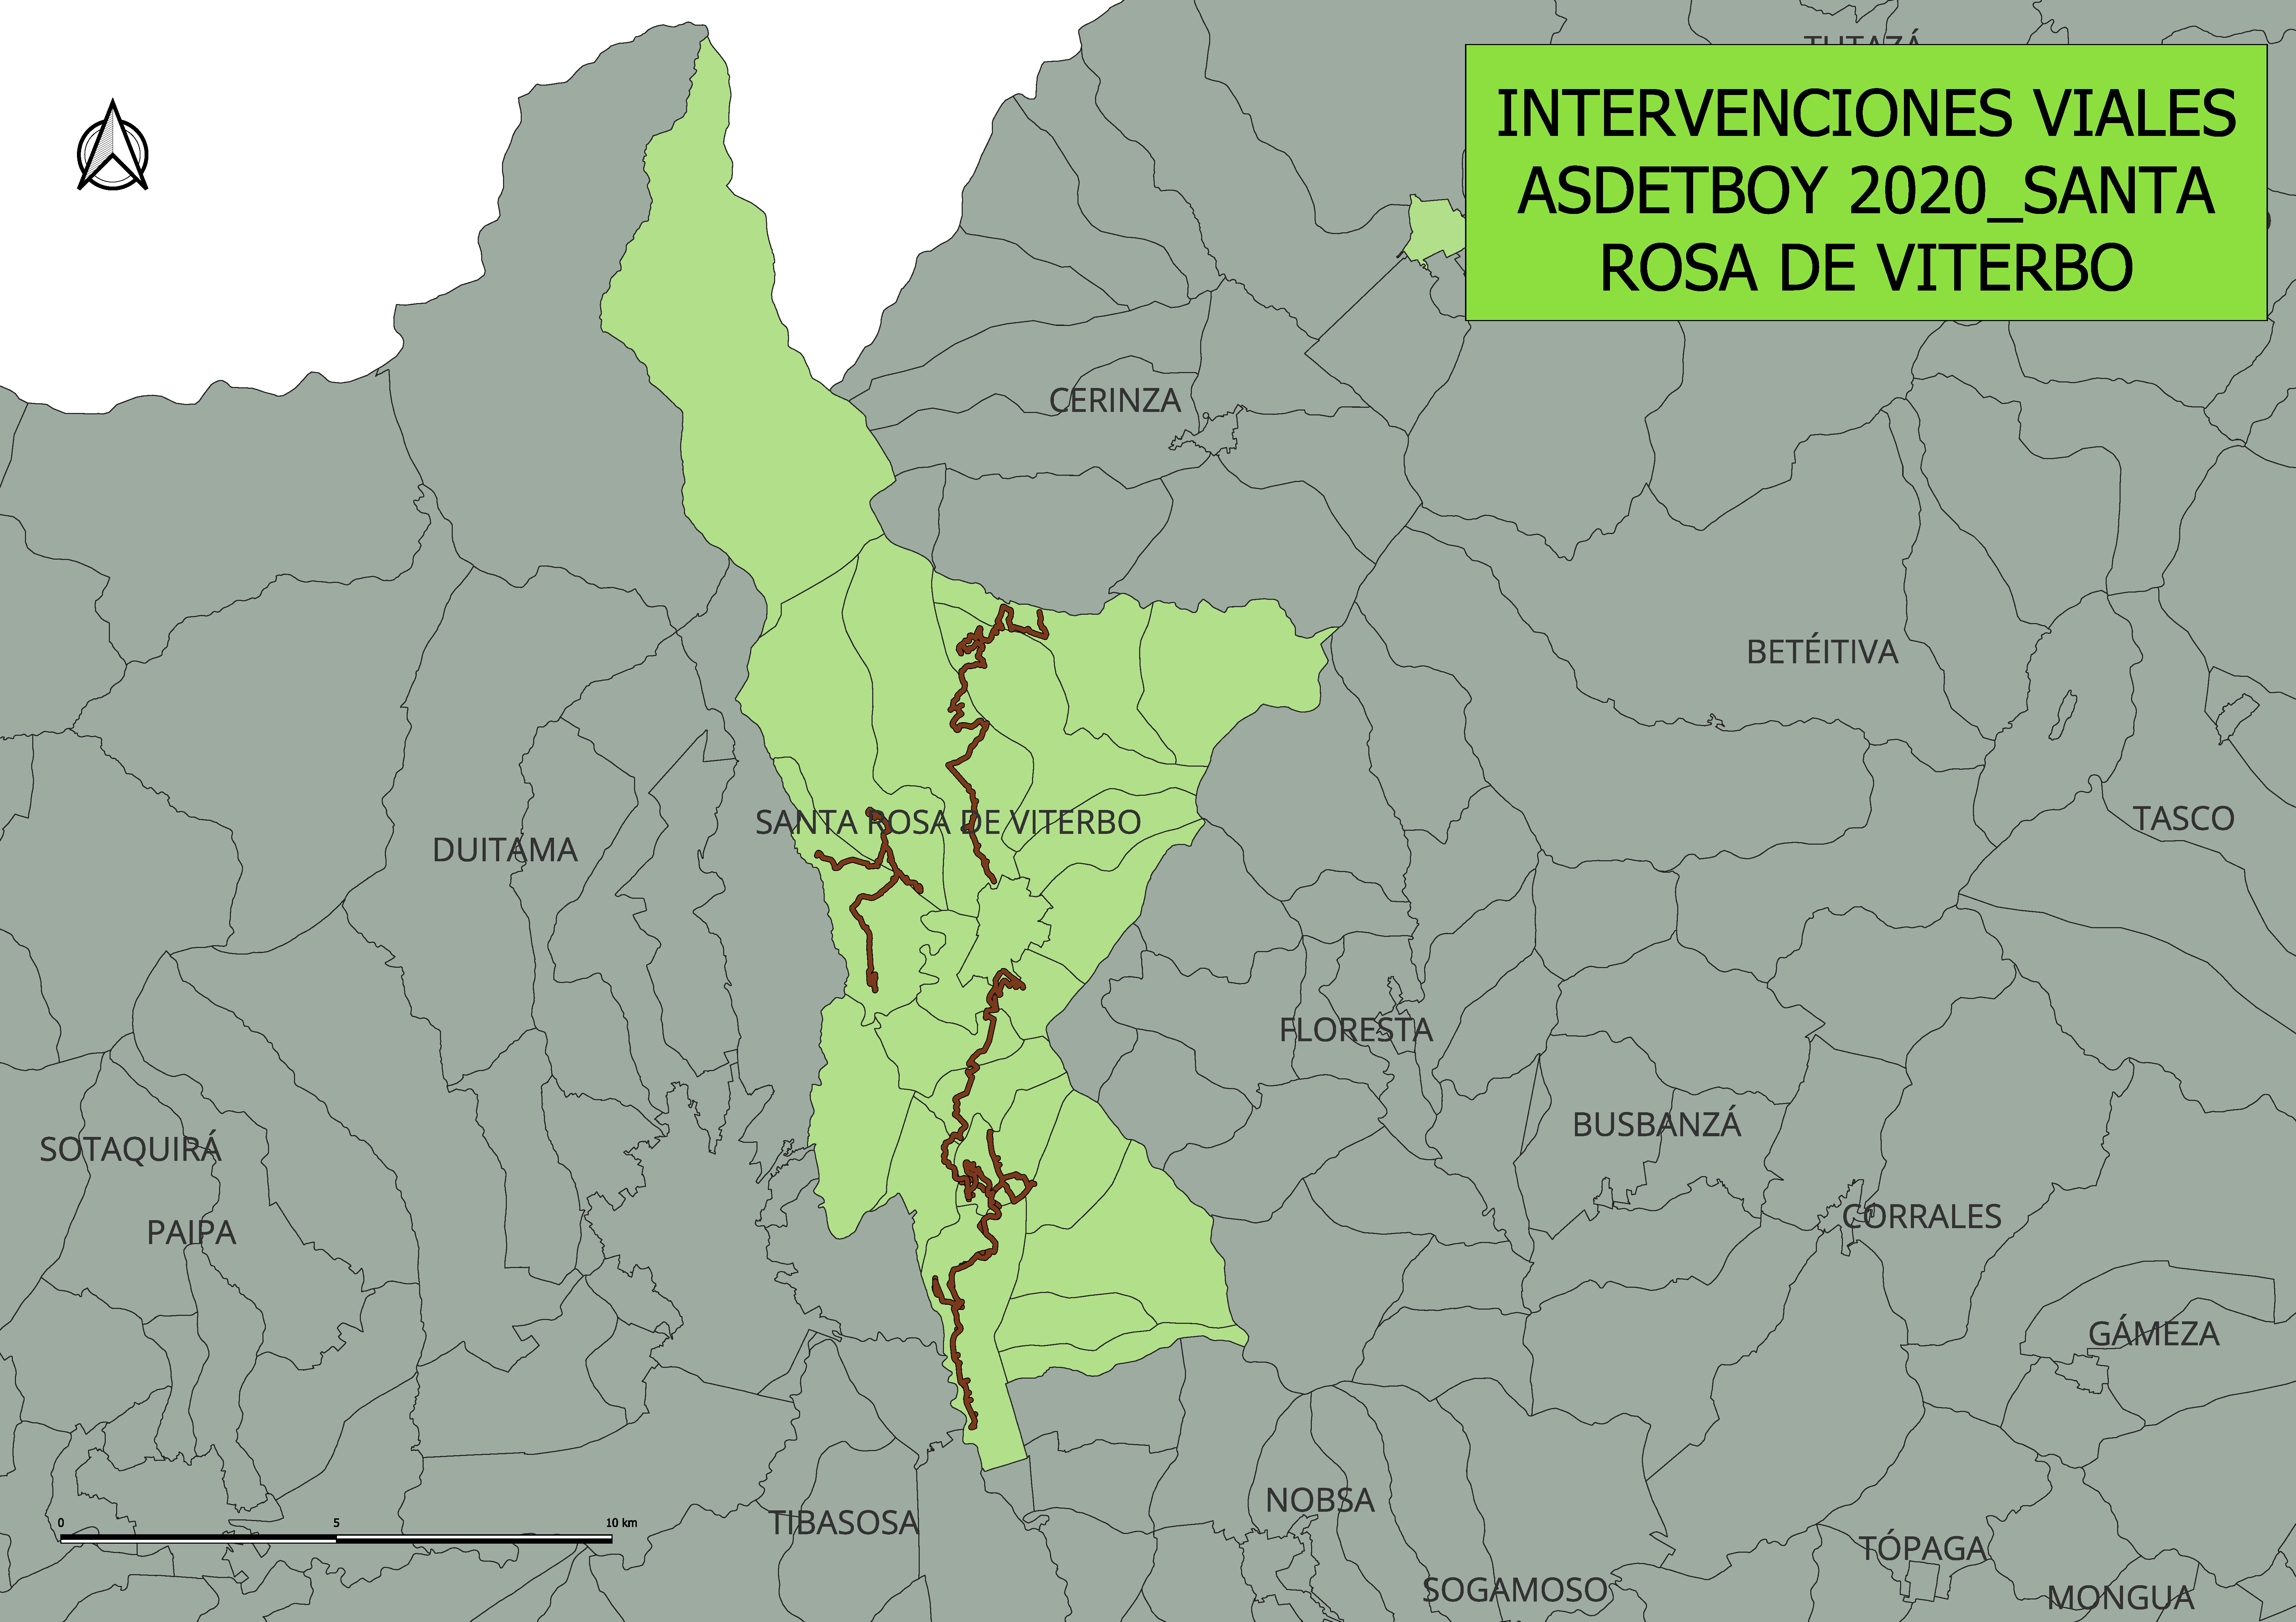 TUTAZÁ
INTERVENCIONES VIALES
ASDETBOY 2020_SANTA
ROSA DE VITERBO
CERINZA
BETÉITIVA
SANTA ROSA DE VITERBO
TASCO
DUITAMA
FLORESTA
BUSBANZÁ
SOTAQUIRÁ
CORRALES
PAIPA
GÁMEZA
NOBSA
TIBASOSA
0 5 10 km
TÓPAGA
SOGAMOSO
MONGUA